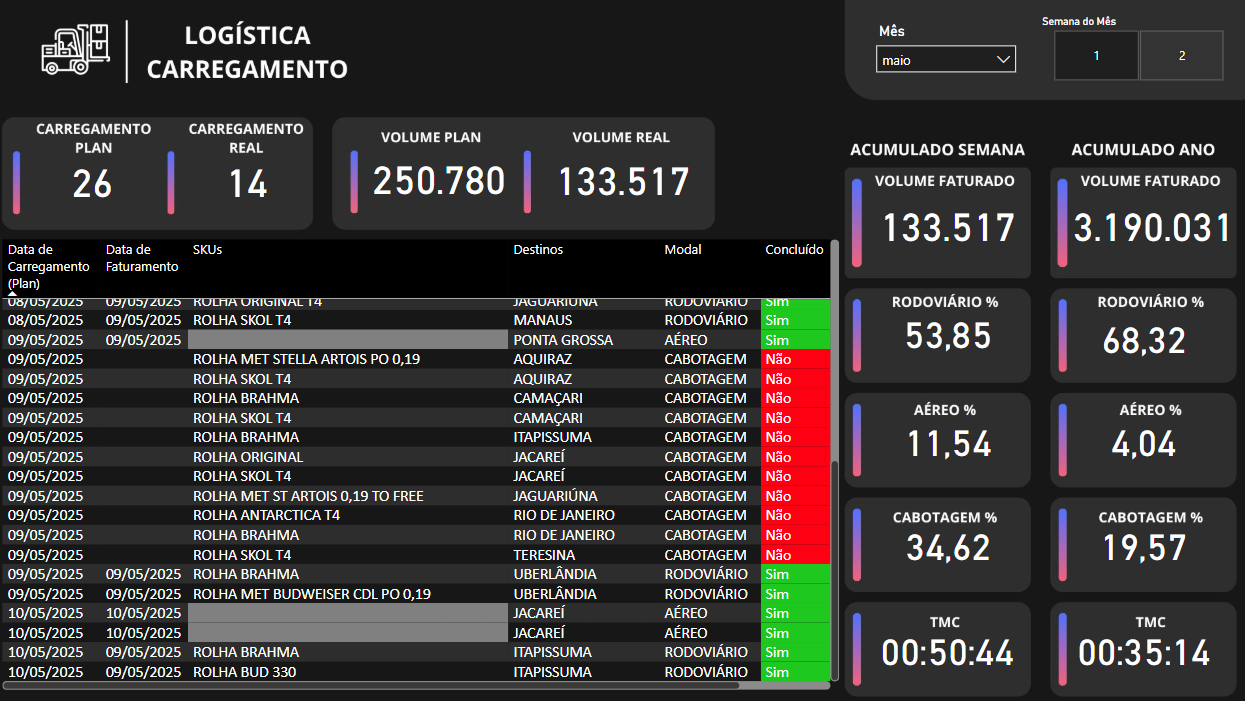 LOGÍSTICA
CARREGAMENTO
Mês
maio
Semana do Mês
1
2
CARREGAMENTO
PLAN
26
CARREGAMENTO
REAL
14
VOLUME PLAN
250.780
VOLUME REAL
133.517
Data de
Carregamento
(Plan)
Data de
Faturamento
SKUs
Destinos
Modal
Concluído
08/05/2025 09/05/2025 ROLHA ORIGINAL T4 JAGUARIÚNA RODOVIÁRIO Sim
08/05/2025 09/05/2025 ROLHA SKOL T4 MANAUS RODOVIÁRIO Sim
09/05/2025 09/05/2025 PONTA GROSSA AÉREO Sim
09/05/2025 ROLHA MET STELLA ARTOIS PO 0,19 AQUIRAZ CABOTAGEM Não
09/05/2025 ROLHA SKOL T4 AQUIRAZ CABOTAGEM Não
09/05/2025 ROLHA BRAHMA CAMAÇARI CABOTAGEM Não
09/05/2025 ROLHA SKOL T4 CAMAÇARI CABOTAGEM Não
09/05/2025 ROLHA BRAHMA ITAPISSUMA CABOTAGEM Não
09/05/2025 ROLHA ORIGINAL JACAREÍ CABOTAGEM Não
09/05/2025 ROLHA SKOL T4 JACAREÍ CABOTAGEM Não
09/05/2025 ROLHA MET ST ARTOIS 0,19 TO FREE JAGUARIÚNA CABOTAGEM Não
09/05/2025 ROLHA ANTARCTICA T4 RIO DE JANEIRO CABOTAGEM Não
09/05/2025 ROLHA BRAHMA RIO DE JANEIRO CABOTAGEM Não
09/05/2025 ROLHA SKOL T4 TERESINA CABOTAGEM Não
09/05/2025 09/05/2025 ROLHA BRAHMA UBERLÂNDIA RODOVIÁRIO Sim
09/05/2025 09/05/2025 ROLHA MET BUDWEISER CDL PO 0,19 UBERLÂNDIA RODOVIÁRIO Sim
10/05/2025 10/05/2025 JACAREÍ AÉREO Sim
10/05/2025 10/05/2025 JACAREÍ AÉREO Sim
10/05/2025 09/05/2025 ROLHA BRAHMA ITAPISSUMA RODOVIÁRIO Sim
10/05/2025 09/05/2025 ROLHA BUD 330 ITAPISSUMA RODOVIÁRIO Sim
ACUMULADO SEMANA
VOLUME FATURADO
133.517
RODOVIÁRIO %
53,85
AÉREO %
11,54
CABOTAGEM %
34,62
TMC
00:50:44
ACUMULADO ANO
VOLUME FATURADO
3.190.031
RODOVIÁRIO %
68,32
AÉREO %
4,04
CABOTAGEM %
19,57
TMC
00:35:14